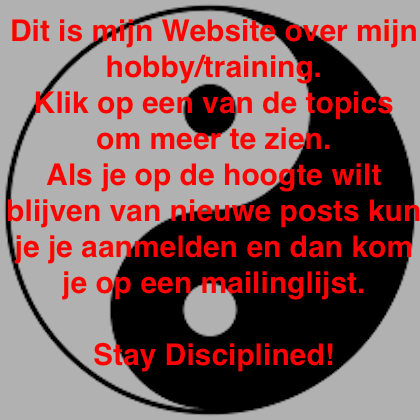 Dit is mijn Website over mijn
hobby/training.
Klik op een van de topics
om meer te zien.
Als je op de hoogte wilt
blijven van nieuwe posts kun
je je aanmelden en dan kom
je op een mailinglijst.
Stay Disciplined!